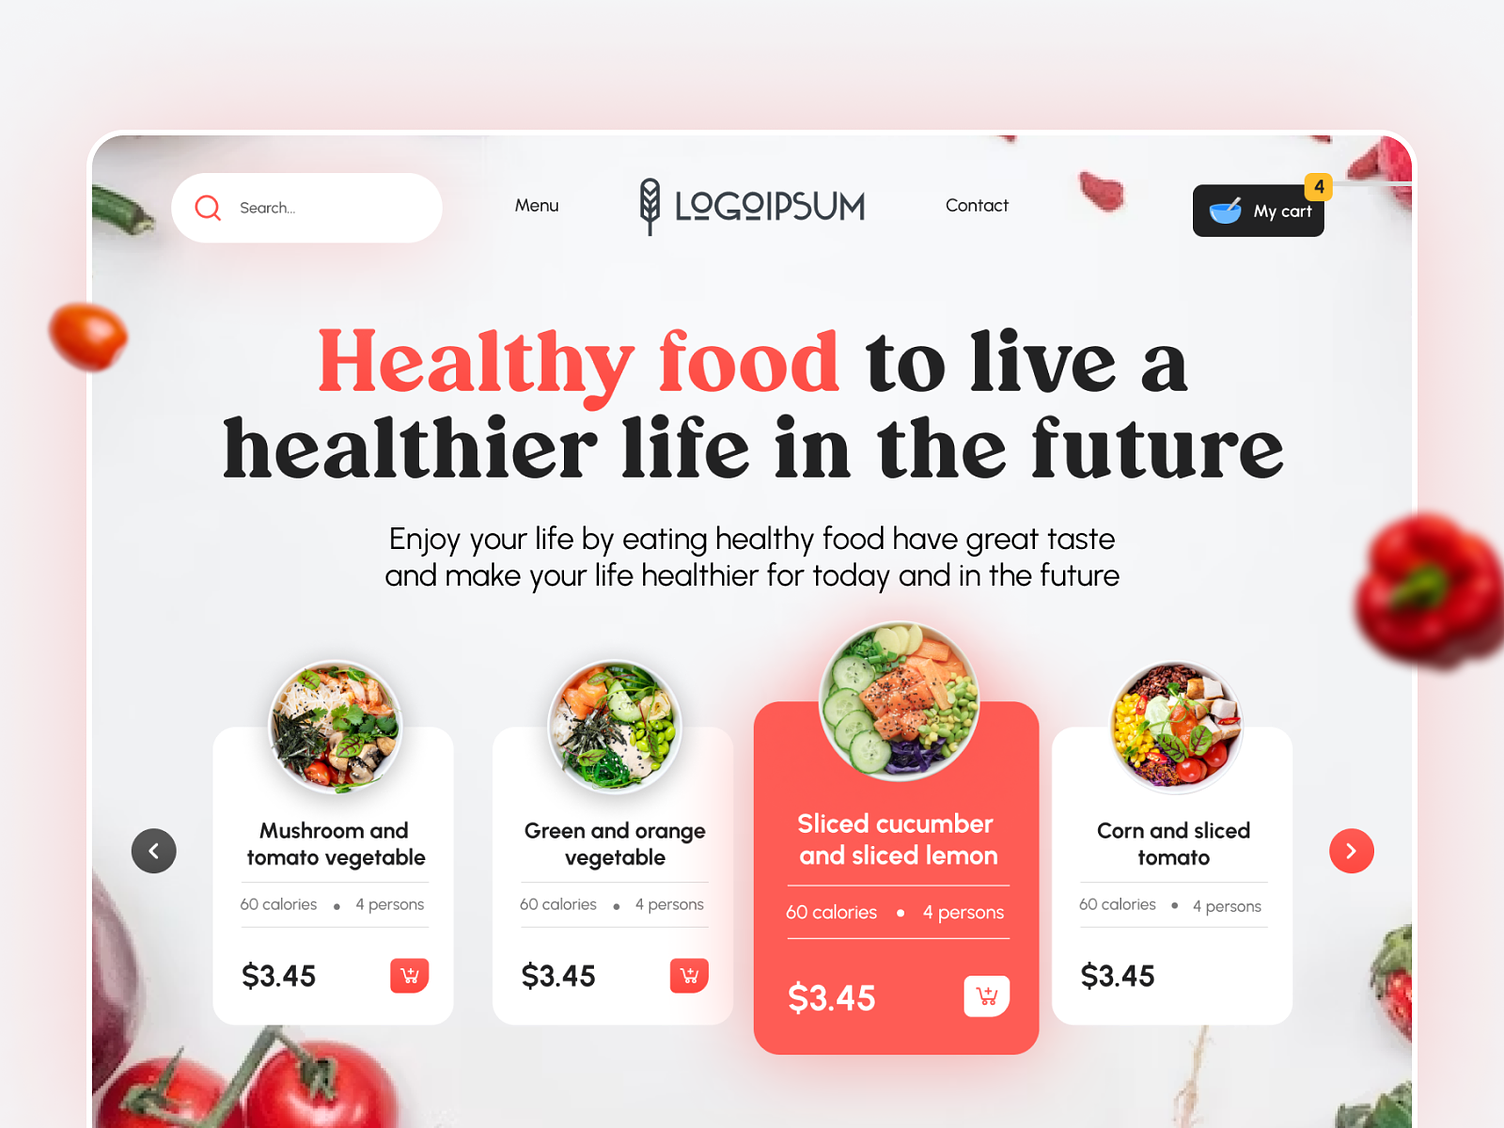 Search...
Menu
LOGOIPSUM
Contact
My cart
4
Healthy food to live a
healthier life in the future
Enjoy your life by eating healthy food have great taste
and make your life healthier for today and in the future
Mushroom and
tomato vegetable
60 calories • 4 persons
$3.45
Green and orange
vegetable
60 calories • 4 persons
$3.45
Sliced cucumber
and sliced lemon
60 calories • 4 persons
$3.45
Corn and sliced
tomato
60 calories • 4 persons
$3.45